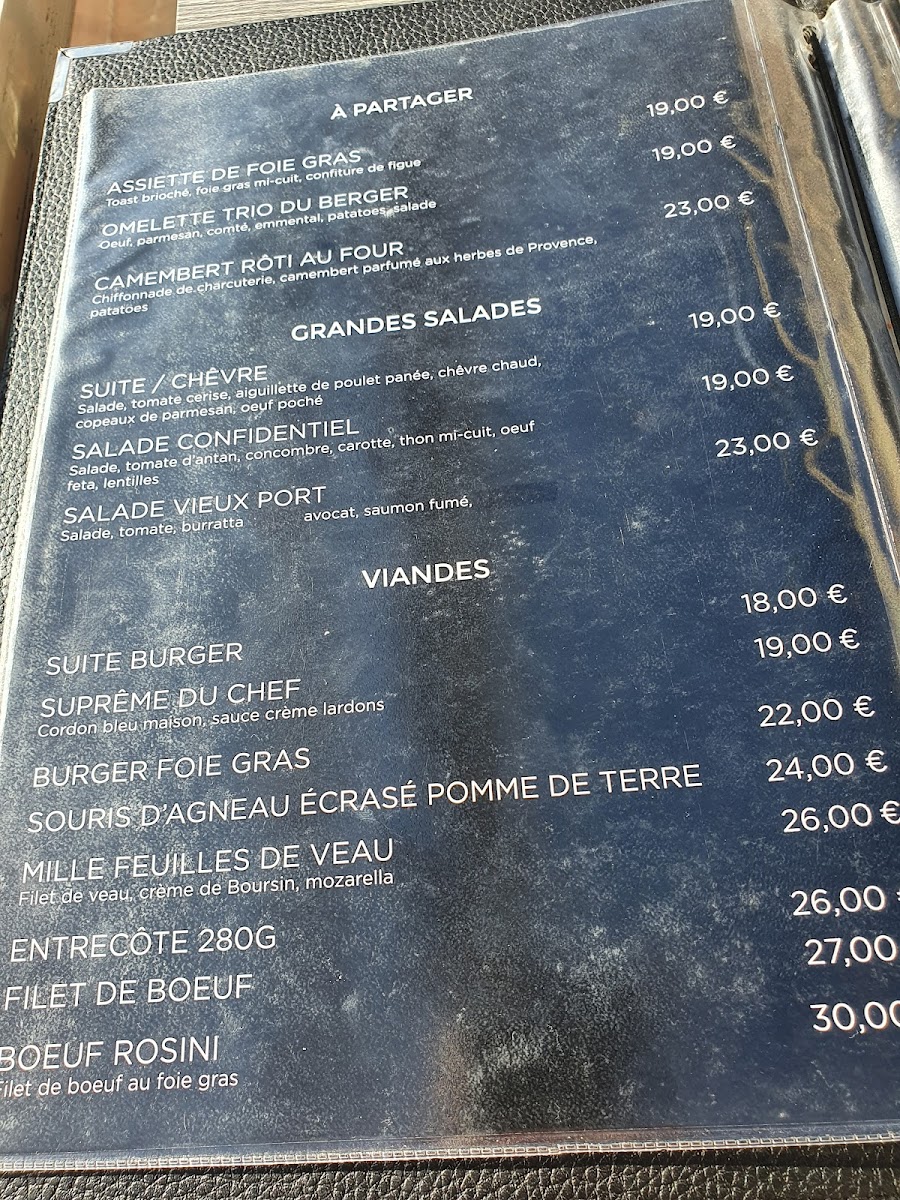 À PARTAGER
ASSIETTE DE FOIE GRAS 19,00 €
Toast brioché, foie gras mi-cuit, confiture de figue
OMELETTE TRIO DU BERGER 19,00 €
Oeuf, parmesan, comté, emmental, patatoes, salade
CAMEMBERT RÔTI AU FOUR 23,00 €
Chiffonnade de charcuterie, camembert parfumé aux herbes de Provence,
patatoes
GRANDES SALADES
SUITE / CHÊVRE 19,00 €
Salade, tomate cerise, aiguillette de poulet panée, chêvre chaud,
copeaux de parmesan, oeuf poché
SALADE CONFIDENTIEL 19,00 €
Salade, tomate d'antan, concombre, carotte, thon mi-cuit, oeuf
feta, lentilles
SALADE VIEUX PORT 23,00 €
Salade, tomate, burratta avocat, saumon fumé,
VIANDES
SUITE BURGER 18,00 €
SUPRÊME DU CHEF 19,00 €
Cordon bleu maison, sauce crème lardons
BURGER FOIE GRAS 22,00 €
SOURIS D'AGNEAU ÉCRASÉ POMME DE TERRE 24,00 €
MILLE FEUILLES DE VEAU 26,00 €
Filet de veau, crème de Boursin, mozarella
ENTRECÔTE 280G 26,00 €
FILET DE BOEUF 27,00
BOEUF ROSINI 30,00
Filet de boeuf au foie gras